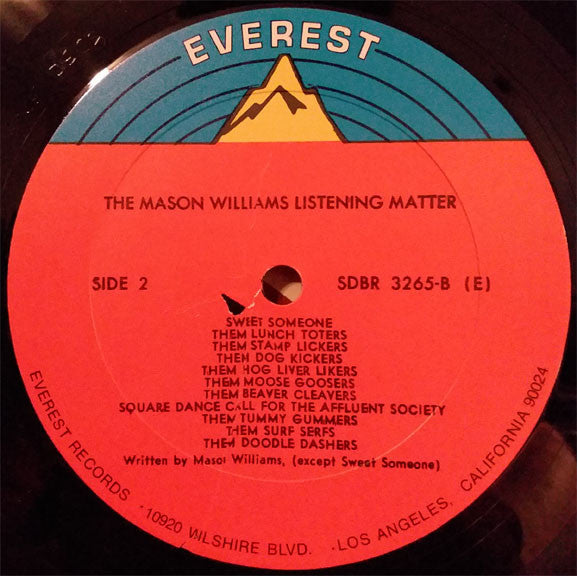 EVEREST
THE MASON WILLIAMS LISTENING MATTER
SIDE 2
SDBR 3265-B (E)
SWEET SOMEONE
THEM LUNCH TOTERS
THEM STAMP LICKERS
THEM DOG KICKERS
THEM HOG LIVER LIKERS
THEM MOOSE GOOSERS
THEM BEAVER CLEAVERS
SQUARE DANCE CALL FOR THE AFFLUENT SOCIETY
THEM TUMMY GUMMERS
THEM SURF SERFS
THEM DOODLE DASHERS
Written by Mason Williams, (except Sweet Someone)
EVEREST RECORDS · 10920 WILSHIRE BLVD. · LOS ANGELES, CALIFORNIA 90024